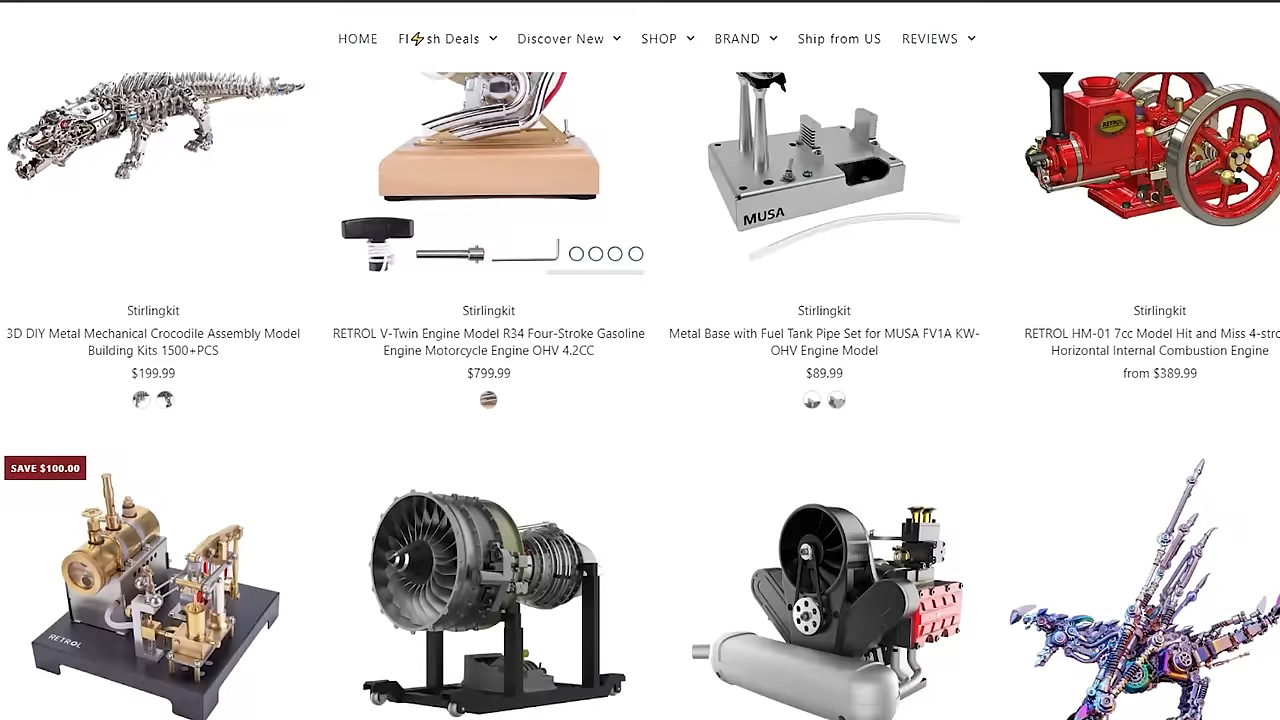 HOME Fl⚡sh Deals Discover New SHOP BRAND Ship from US REVIEWS
MUSA
RETROL
Stirlingkit
3D DIY Metal Mechanical Crocodile Assembly Model
Building Kits 1500+PCS
$199.99
Stirlingkit
RETROL V-Twin Engine Model R34 Four-Stroke Gasoline
Engine Motorcycle Engine OHV 4.2CC
$799.99
Stirlingkit
Metal Base with Fuel Tank Pipe Set for MUSA FV1A KW-
OHV Engine Model
$89.99
Stirlingkit
RETROL HM-01 7cc Model Hit and Miss 4-stro
Horizontal Internal Combustion Engine
from $389.99
SAVE $100.00
RETROL